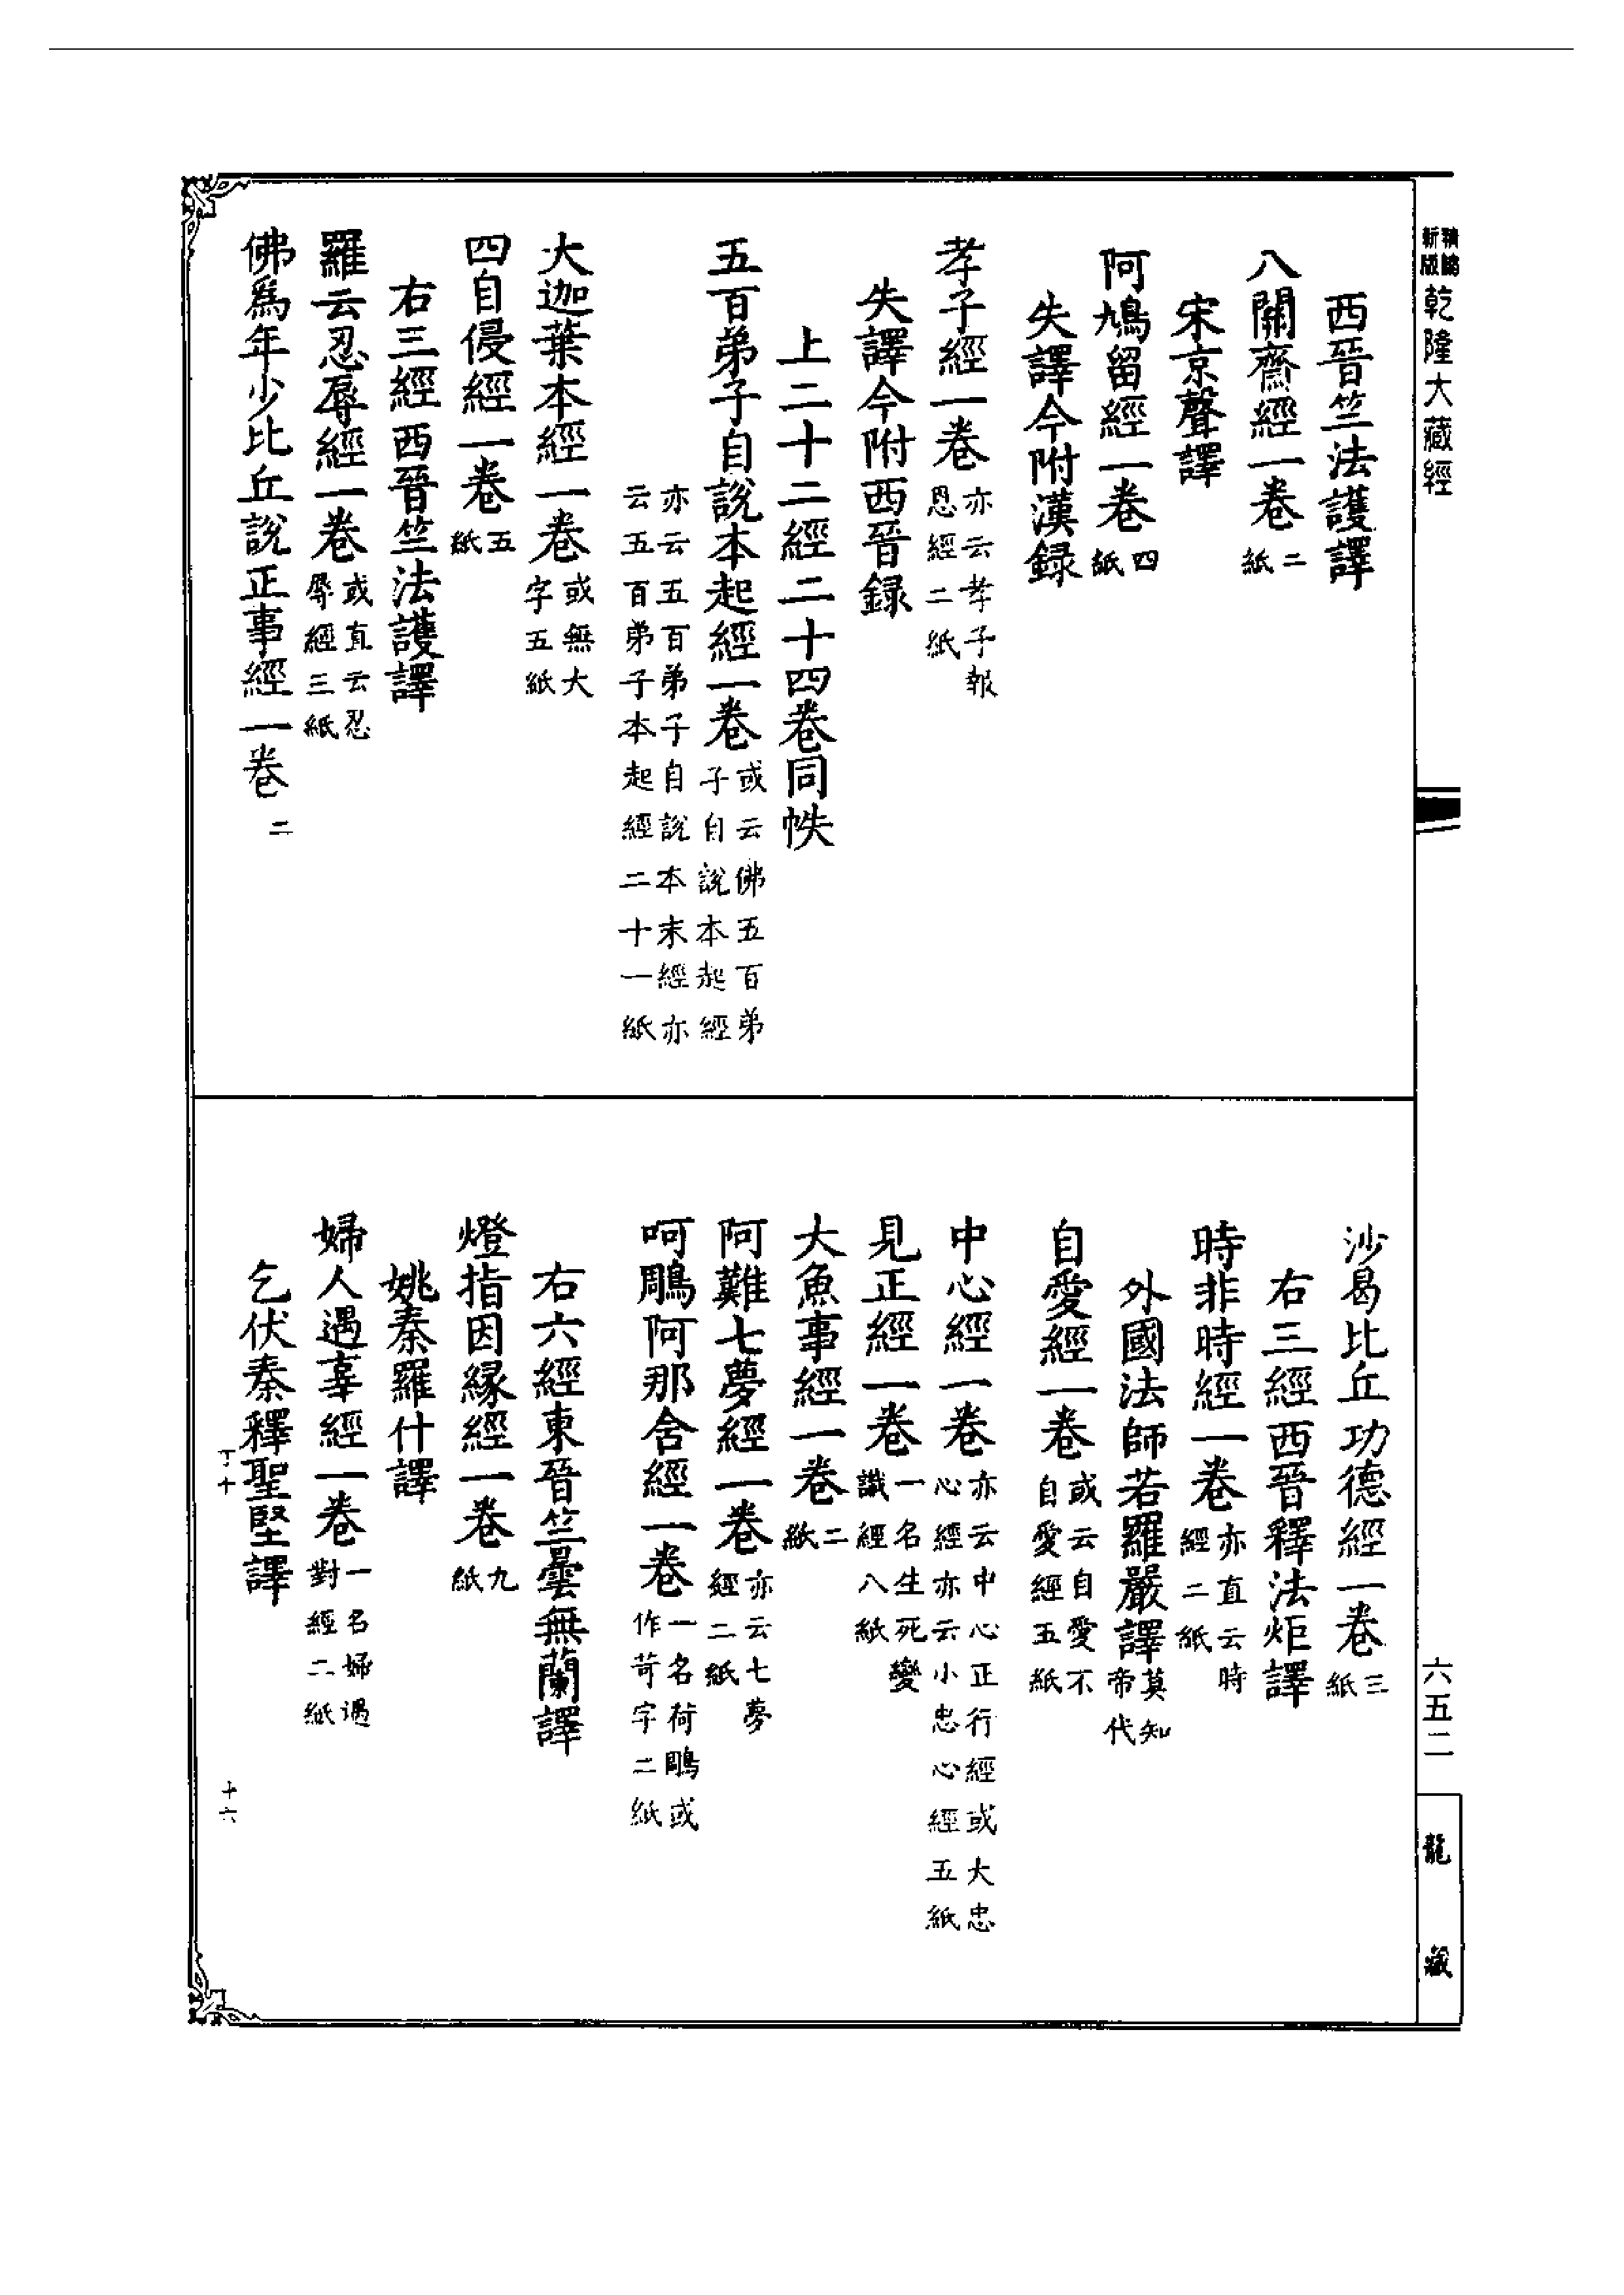 新版精縮乾隆大藏經
西晉竺法護譯
八關齋經一卷二紙
宋京聲譯
阿鳩留經一卷四紙
失譯今附漢録
孝子經一卷亦云孝子報恩經二紙
失譯今附西晉録
上二十二經二十四卷同帙
五百弟子自說本起經一卷或云佛五百弟子自說本起經
亦云五百弟子自說本末經亦云五百弟子本起經二十一紙
大迦葉本經一卷或無大字五紙
四自侵經一卷五紙
右三經西晉竺法護譯
羅云忍辱經一卷或直云忍辱經三紙
佛爲年少比丘說正事經一卷二
沙曷比丘功德經一卷三紙
右三經西晉釋法炬譯
時非時經一卷亦直云時經二紙
外國法師若羅嚴譯莫知帝代
自愛經一卷或云自愛不自愛經五紙
中心經一卷亦云中心正行經或大忠心經亦云小忠心經五紙
見正經一卷一名生死變識經八紙
大魚事經一卷二紙
阿難七夢經一卷亦云七夢經二紙
呵鵰阿那舍經一卷一名荷鵰或作苛字二紙
右六經東晉竺曇無蘭譯
燈指因緣經一卷九紙
姚秦羅什譯
婦人遇辜經一卷一名婦遇對經二紙
乞伏秦釋聖堅譯
丁十
十六
六五二
龍藏